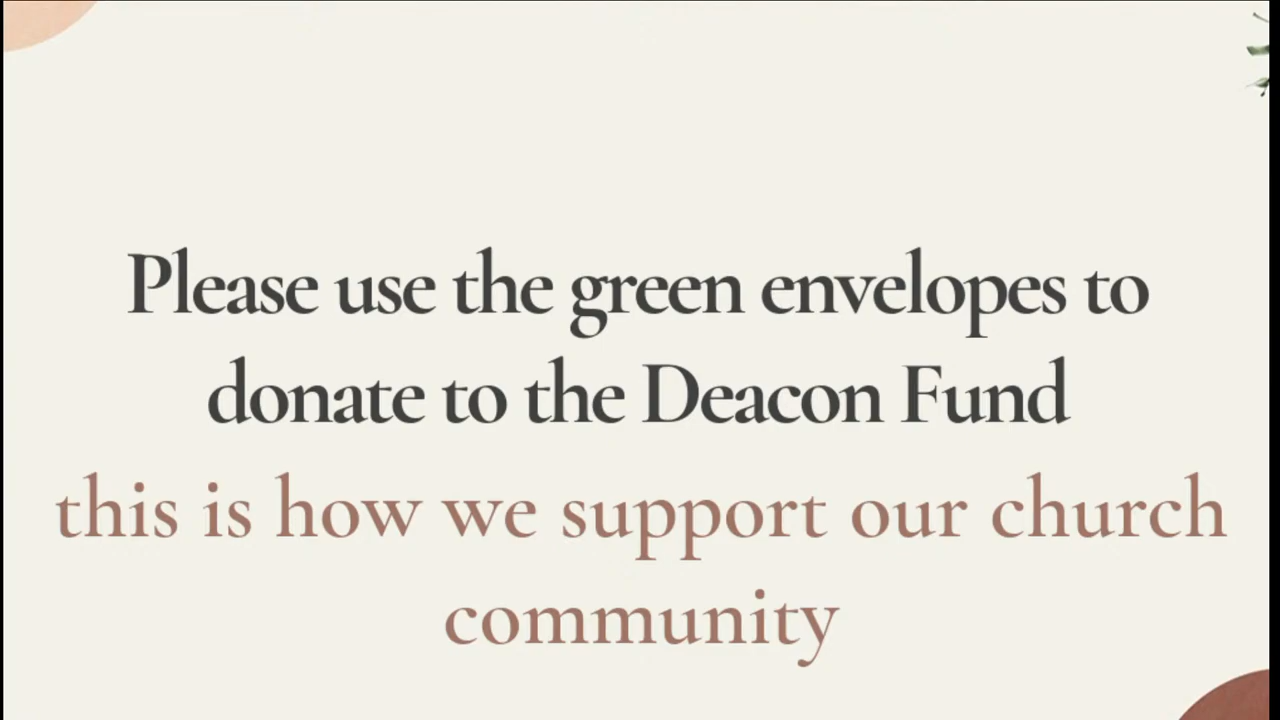 Please use the green envelopes to
donate to the Deacon Fund
this is how we support our church
community